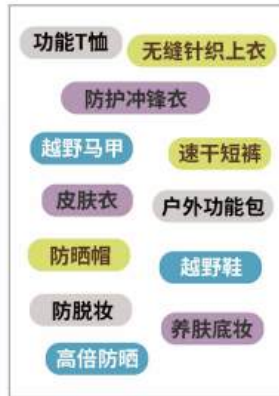 功能T恤
无缝针织上衣
防护冲锋衣
越野马甲
速干短裤
皮肤衣
户外功能包
防晒帽
越野鞋
防脱妆
养肤底妆
高倍防晒